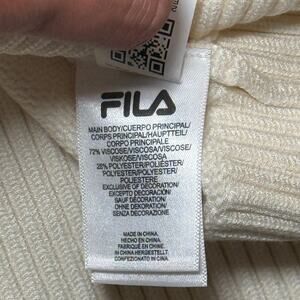 FILA
MAIN BODY/CUERPO PRINCIPAL/
CORPS PRINCIPAL/HAUPTTEIL/
CORPO PRINCIPALE
72% VISCOSE/VISCOSA/VISCOSE/
VISKOSE/VISCOSA
28% POLYESTER/POLIÉSTER/
POLYESTER/POLYESTER/
POLIESTERE
EXCLUSIVE OF DECORATION/
EXCEPTO DECORACIÓN
SAUF DÉCORATION/
OHNE DEKORATION/
SENZA DECORAZIONE
MADE IN CHINA.
HECHO EN CHINA.
FABRIQUÉ EN CHINE.
IN CHINA HERGESTELLT.
CONFEZIONATO IN CINA.